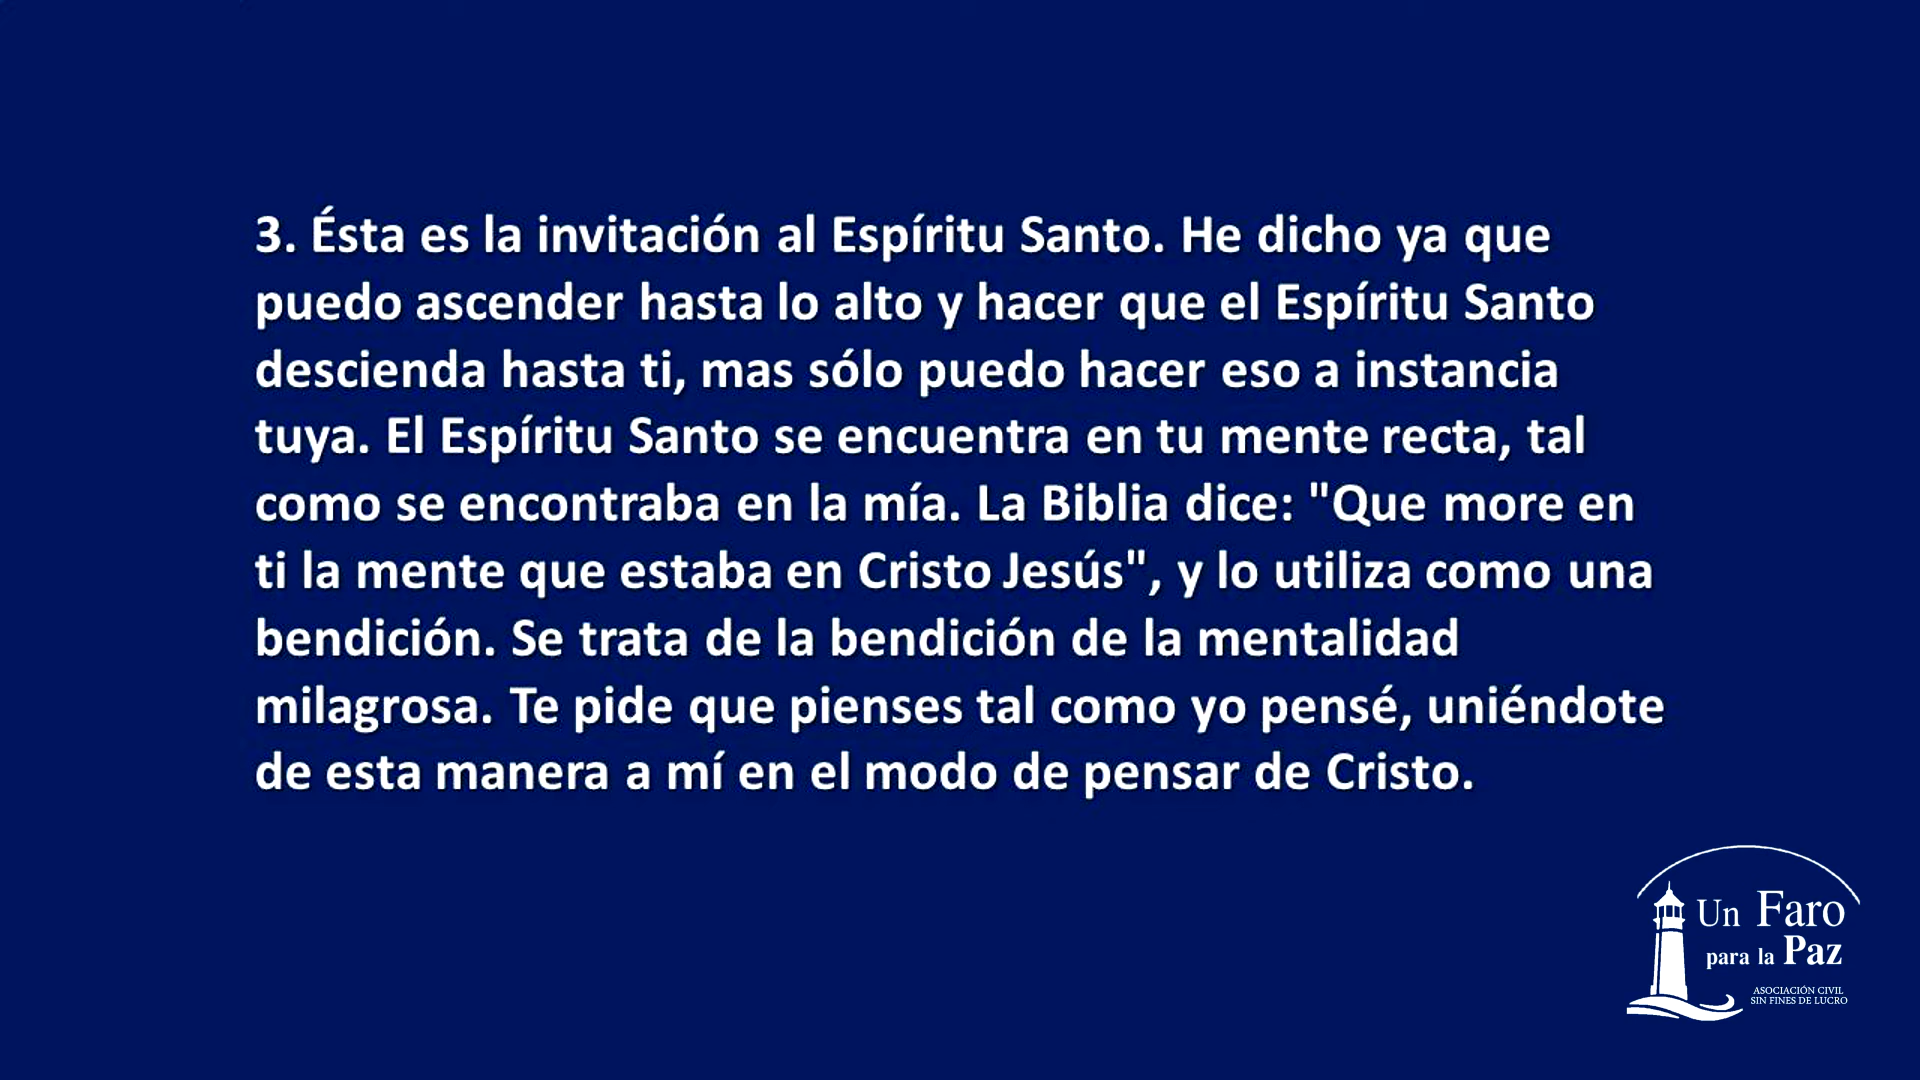 3. Ésta es la invitación al Espíritu Santo. He dicho ya que
puedo ascender hasta lo alto y hacer que el Espíritu Santo
descienda hasta ti, mas sólo puedo hacer eso a instancia
tuya. El Espíritu Santo se encuentra en tu mente recta, tal
como se encontraba en la mía. La Biblia dice: "Que more en
ti la mente que estaba en Cristo Jesús", y lo utiliza como una
bendición. Se trata de la bendición de la mentalidad
milagrosa. Te pide que pienses tal como yo pensé, uniéndote
de esta manera a mí en el modo de pensar de Cristo.
Un Faro
para la Paz
ASOCIACIÓN CIVIL
SIN FINES DE LUCRO